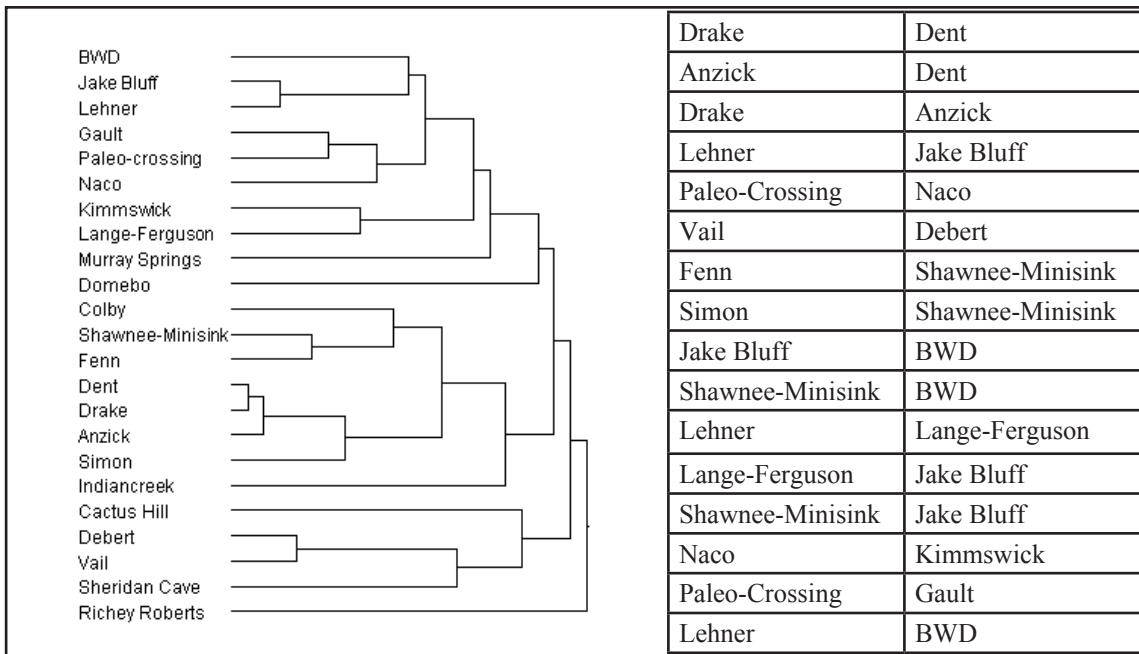 BWD
Jake Bluff
Lehner
Gault
Paleo-crossing
Naco
Kimmswick
Lange-Ferguson
Murray Springs
Domebo
Colby
Shawnee-Minisink
Fenn
Dent
Drake
Anzick
Simon
Indiancreek
Cactus Hill
Debert
Vail
Sheridan Cave
Richey Roberts
Drake Dent
Anzick Dent
Drake Anzick
Lehner Jake Bluff
Paleo-Crossing Naco
Vail Debert
Fenn Shawnee-Minisink
Simon Shawnee-Minisink
Jake Bluff BWD
Shawnee-Minisink BWD
Lehner Lange-Ferguson
Lange-Ferguson Jake Bluff
Shawnee-Minisink Jake Bluff
Naco Kimmswick
Paleo-Crossing Gault
Lehner BWD